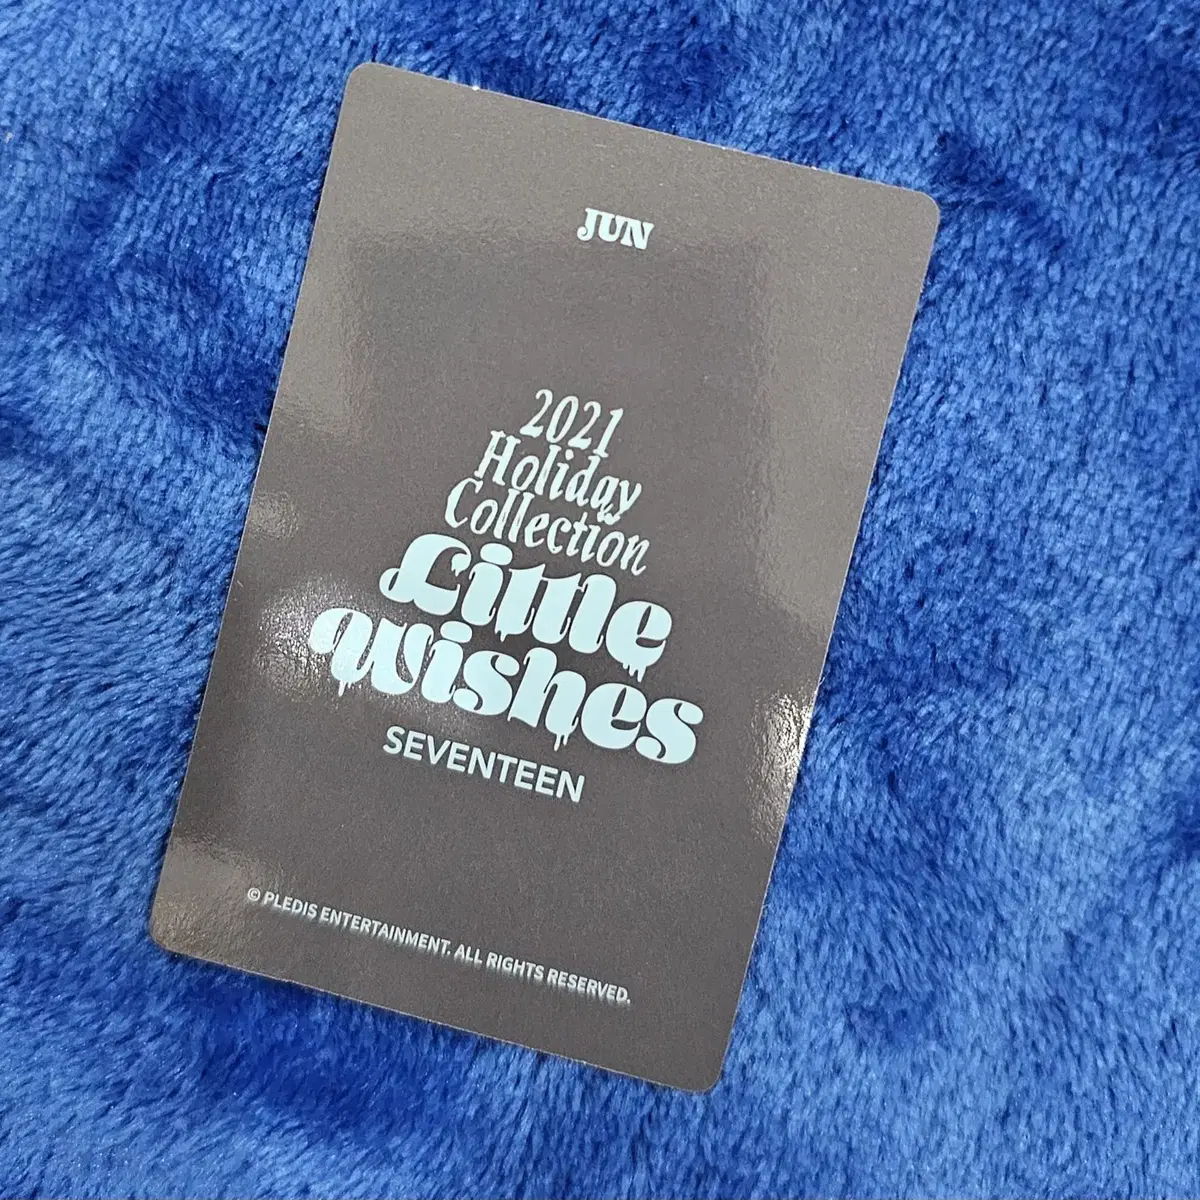 JUN
2021
Holiday
Collection
Little
Wishes
SEVENTEEN
© PLEDIS ENTERTAINMENT. ALL RIGHTS RESERVED.